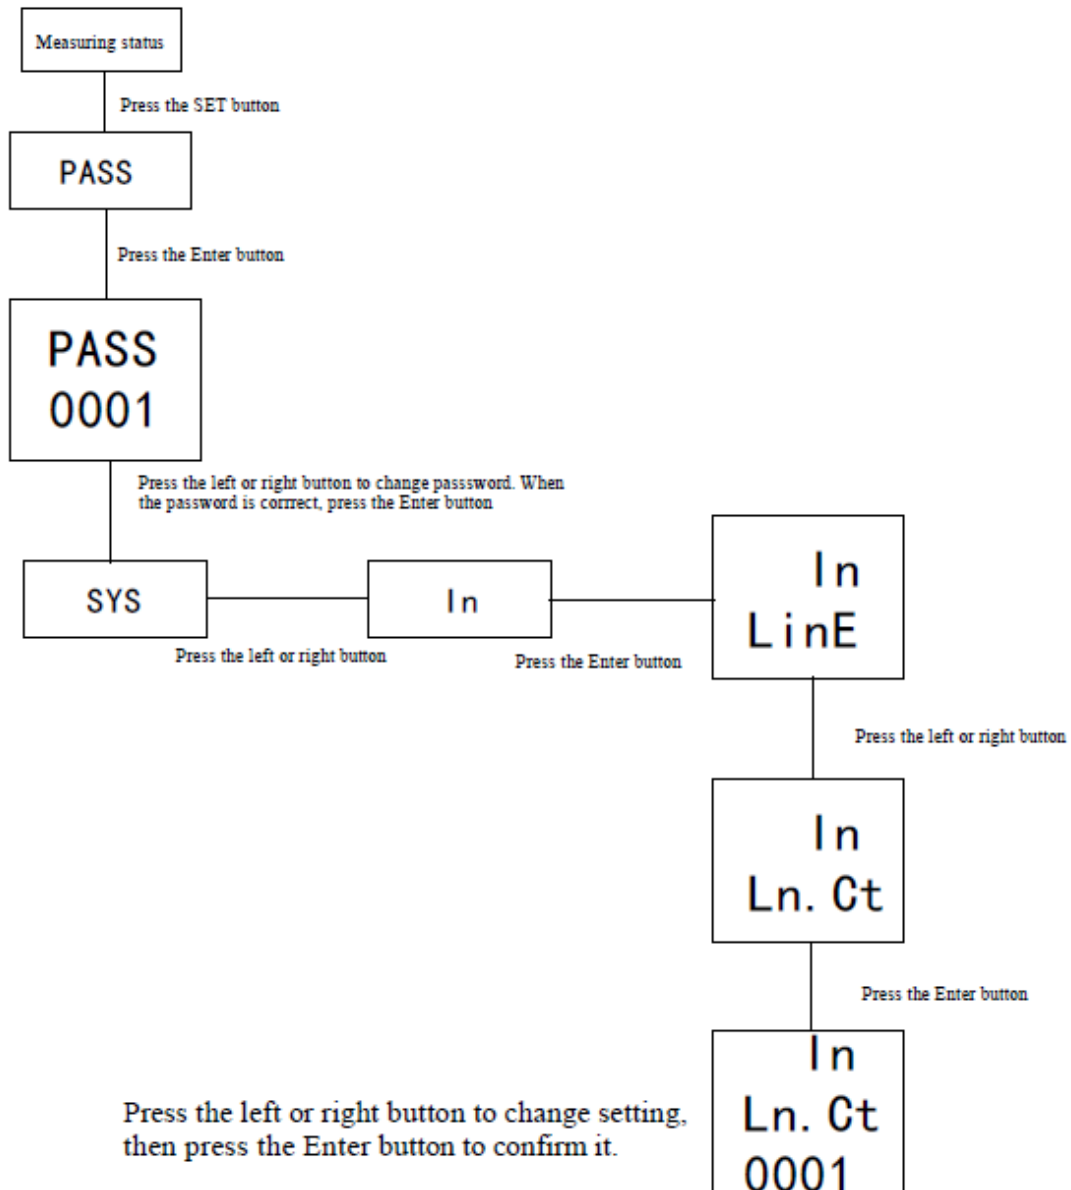 Measuring status
Press the SET button
PASS
Press the Enter button
PASS
0001
Press the left or right button to change passsword. When
the password is corrrect, press the Enter button
SYS
Press the left or right button
In
Press the Enter button
In
LinE
Press the left or right button
In
Ln. Ct
Press the Enter button
In
Ln. Ct
0001
Press the left or right button to change setting,
then press the Enter button to confirm it.